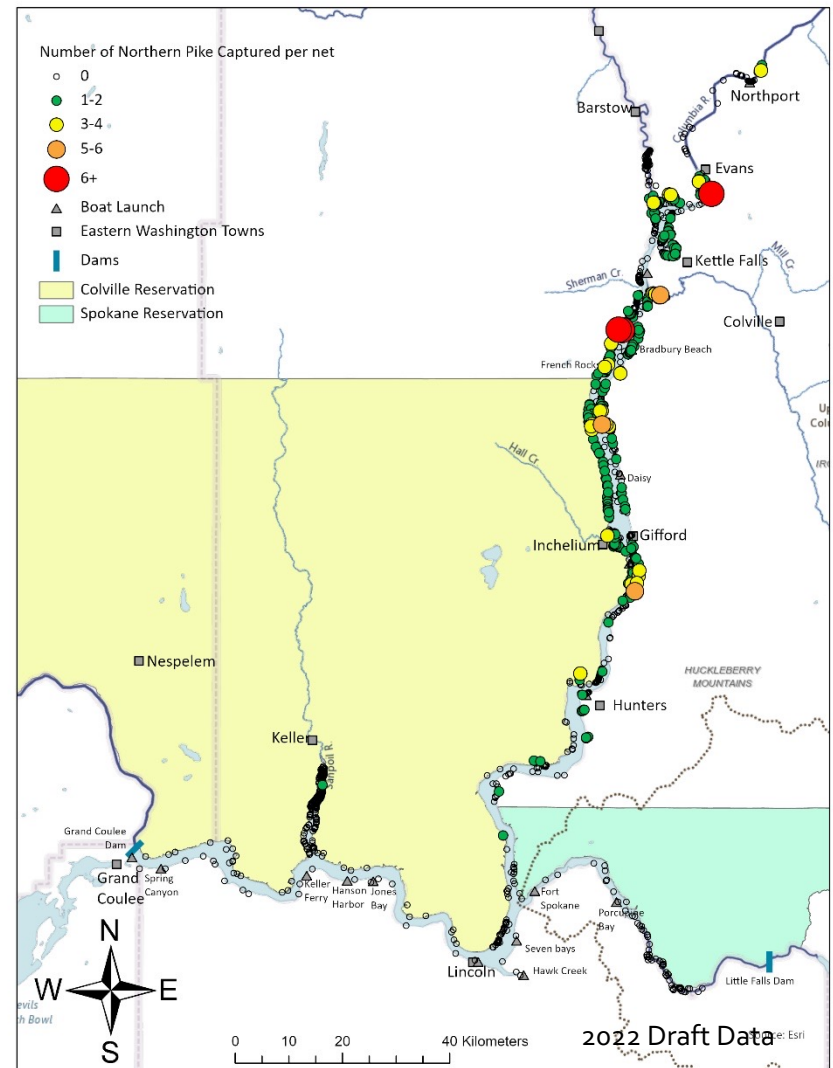 Number of Northern Pike Captured per net
0
1-2
3-4
5-6
6+
Boat Launch
Eastern Washington Towns
Dams
Colville Reservation
Spokane Reservation
Northport
Barstow
Columbia R.
Evans
Kettle Falls
Mill Cr.
Sherman Cr.
Colville
Bradbury Beach
French Rock
Hall Cr
Daisy
Gifford
Inchelium
Nespelem
HUCKLEBERRY
MOUNTAINS
Hunters
Keller
Sanpoil R.
Grand Coulee
Dam
Grand
Coulee
Spring
Canyon
Keller
Ferry
Hanson
Harbor
Jones
Bay
Fort
Spokane
Porcupine
Bay
Seven bays
Lincoln
Hawk Creek
Little Falls Dam
N
W
E
S
0
10
20
40 Kilometers
2022 Draft Data
Source: Esri